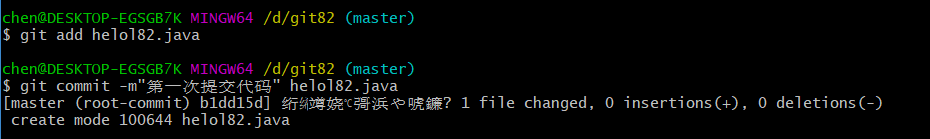 chen@DESKTOP-EGSGB7K MINGW64 /d/git82 (master)
$ git add helol82.java
chen@DESKTOP-EGSGB7K MINGW64 /d/git82 (master)
$ git commit -m"第一次提交代码" helol82.java
[master (root-commit) b1dd15d] 绗竴娆℃彁浜や唬鐮? 1 file changed, 0 insertions(+), 0 deletions(-)
 create mode 100644 helol82.java